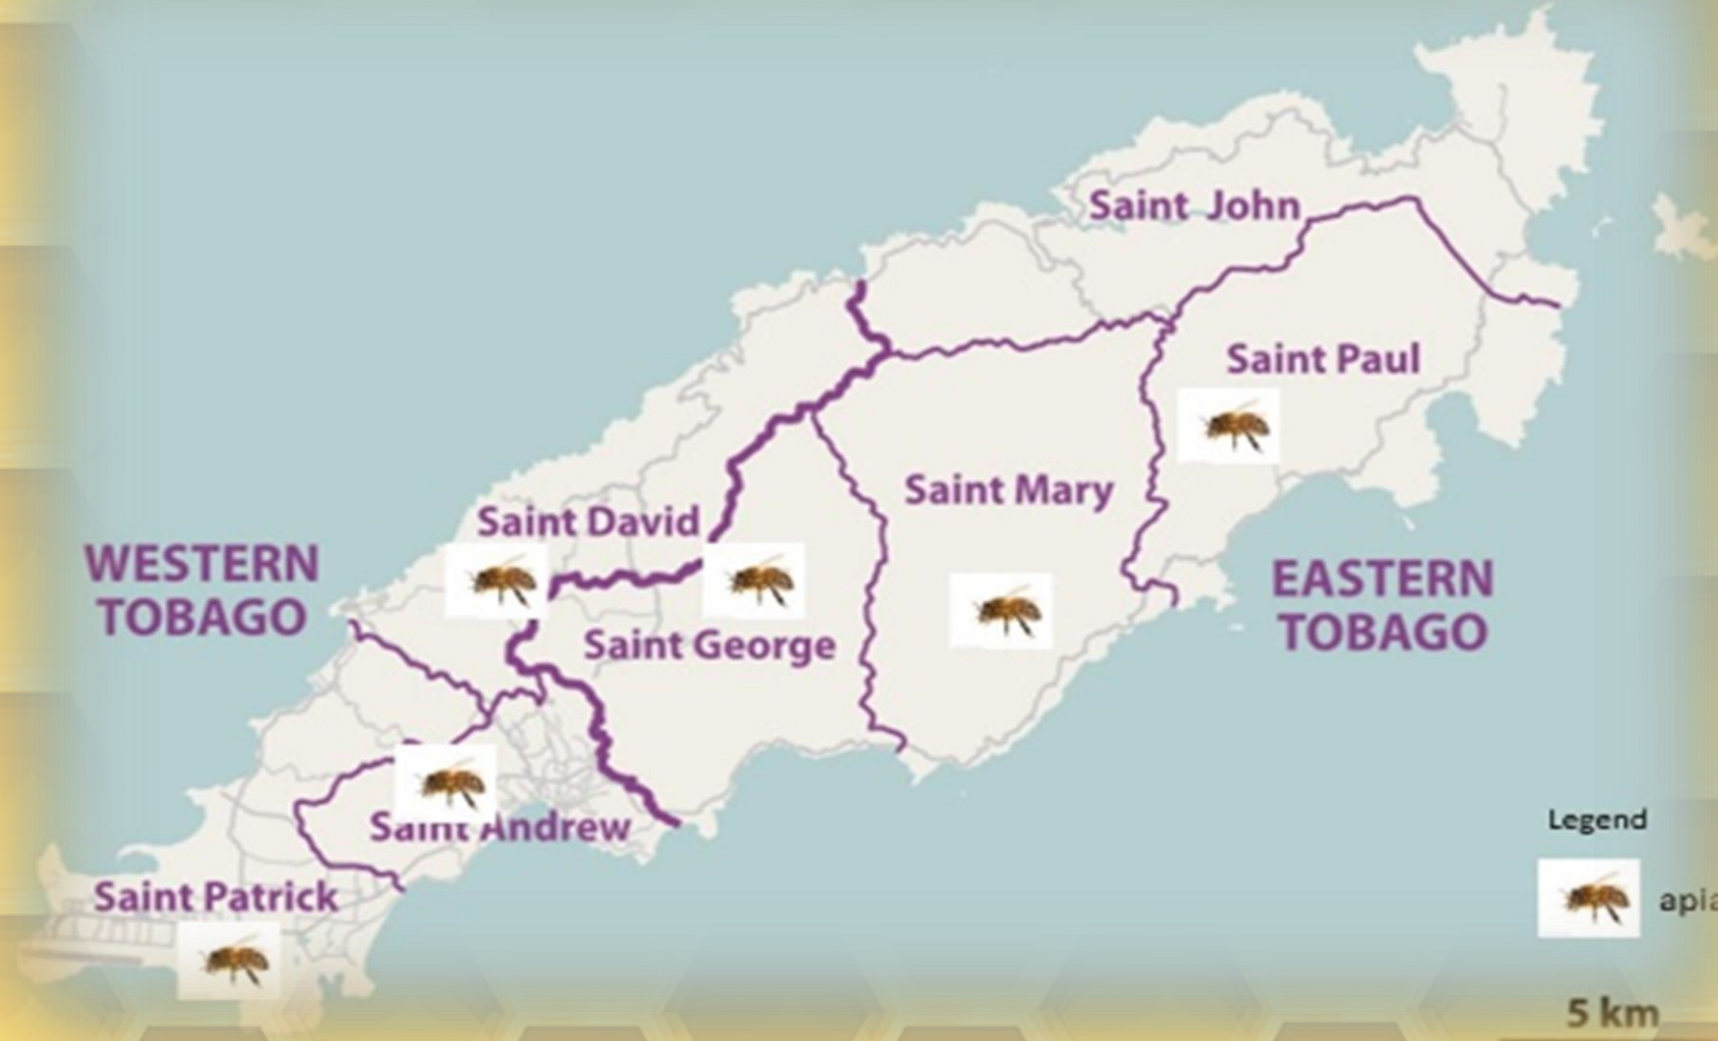 Saint John
Saint Paul
Saint Mary
Saint David
WESTERN
TOBAGO
EASTERN
TOBAGO
Saint George
Saint Andrew
Saint Patrick
Legend
5 km